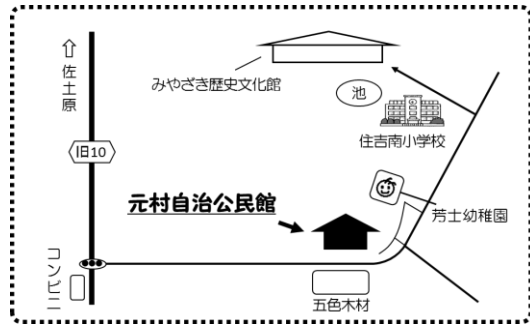 佐土原
みやざき歴史文化館
池
住吉南小学校
旧10
元村自治公民館
芳士幼稚園
コンビニ
五色木材